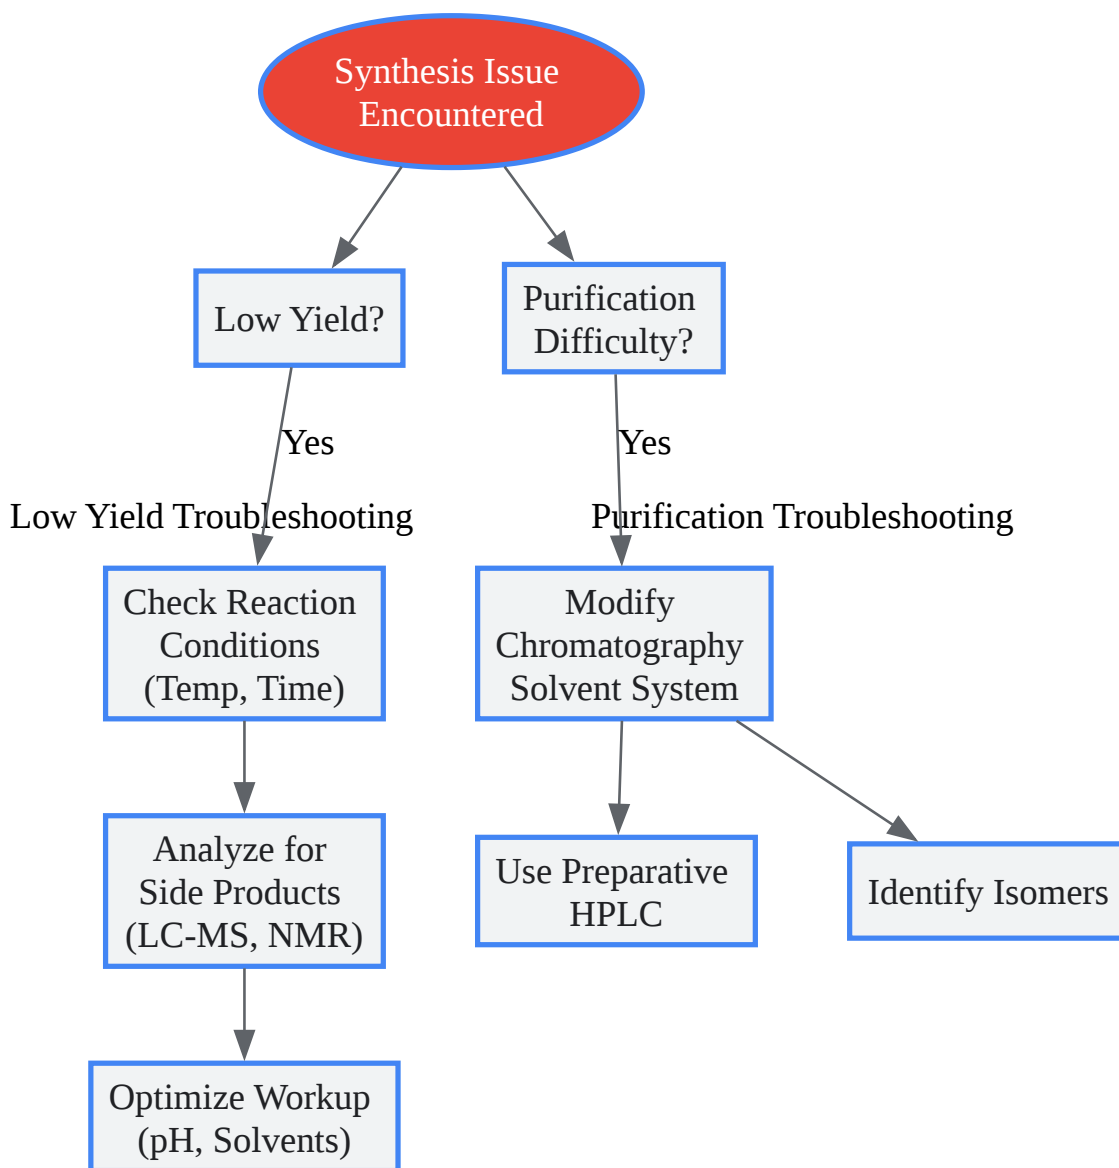 Synthesis Issue
Encountered
Low Yield?
Purification
Difficulty?
Yes
Yes
Low Yield Troubleshooting
Purification Troubleshooting
Check Reaction
Conditions
(Temp, Time)
Modify
Chromatography
Solvent System
Analyze for
Side Products
(LC-MS, NMR)
Use Preparative
HPLC
Identify Isomers
Optimize Workup
(pH, Solvents)